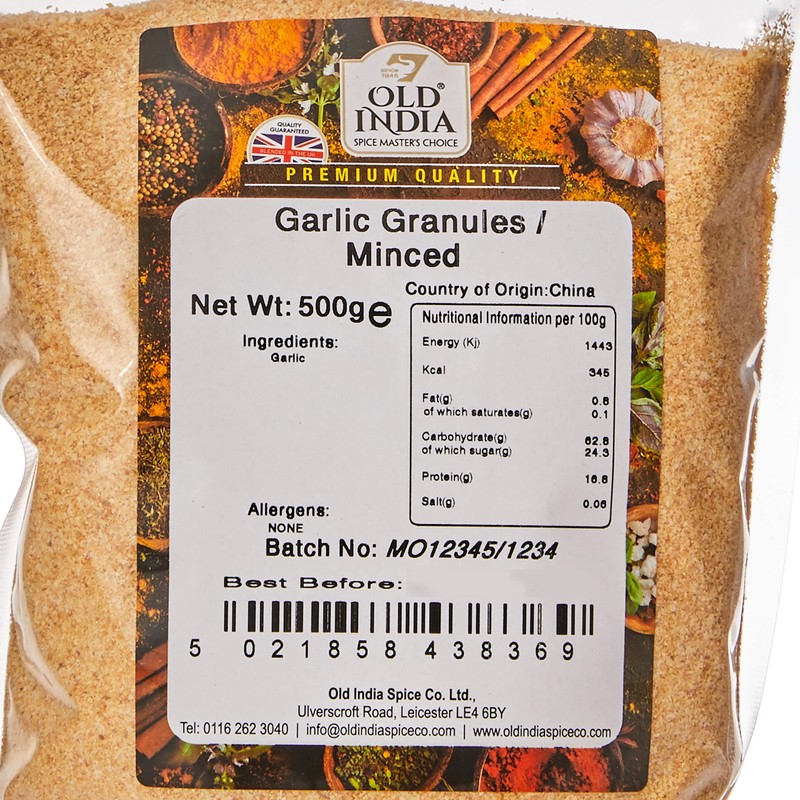 SPICE
1945
OLD®
INDIA
SPICE MASTER'S CHOICE
QUALITY
GUARANTEED
BLENDED IN THE UK
PREMIUM QUALITY
Garlic Granules /
Minced
Country of Origin:China
Net Wt: 500g℮
Ingredients:
Garlic
Nutritional Information per 100g
Energy (Kj) 1443
Kcal 345
Fat(g) 0.8
of which saturates(g) 0.1
Carbohydrate(g) 62.8
of which sugar(g) 24.3
Protein(g) 16.8
Salt(g) 0.06
Allergens:
NONE
Batch No: MO12345/1234
Best Before:
5 021858 438369
Old India Spice Co. Ltd.,
Ulverscroft Road, Leicester LE4 6BY
Tel: 0116 262 3040 | info@oldindiaspiceco.com | www.oldindiaspiceco.com